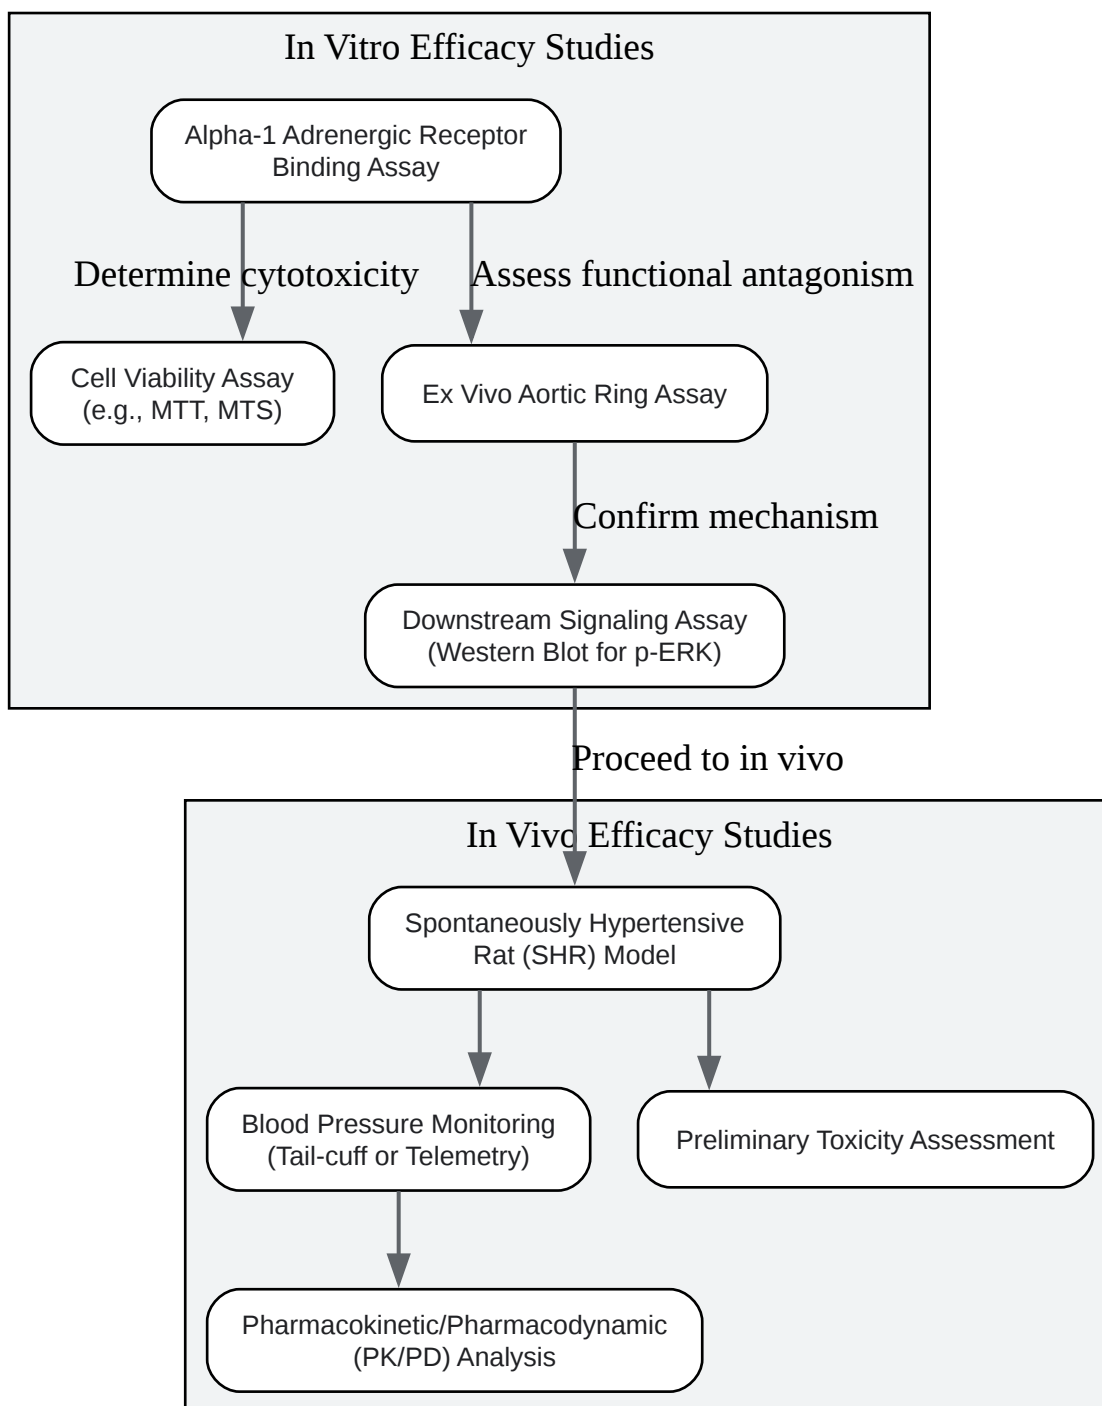 In Vitro Efficacy Studies
Alpha-1 Adrenergic Receptor
Binding Assay
Determine cytotoxicity
Assess functional antagonism
Cell Viability Assay
(e.g., MTT, MTS)
Ex Vivo Aortic Ring Assay
Confirm mechanism
Downstream Signaling Assay
(Western Blot for p-ERK)
Proceed to in vivo
In Vivo Efficacy Studies
Spontaneously Hypertensive
Rat (SHR) Model
Blood Pressure Monitoring
(Tail-cuff or Telemetry)
Preliminary Toxicity Assessment
Pharmacokinetic/Pharmacodynamic
(PK/PD) Analysis